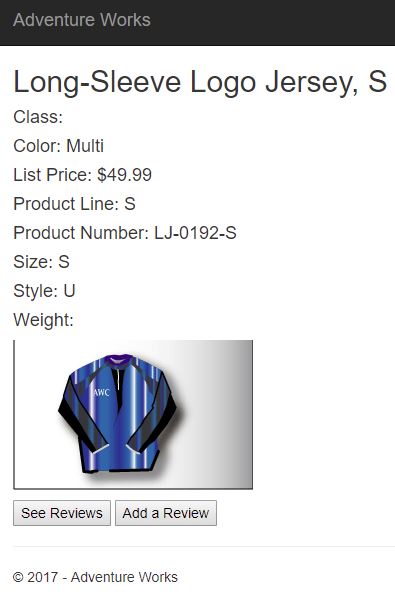 Adventure Works
Long-Sleeve Logo Jersey, S
Class:
Color: Multi
List Price: $49.99
Product Line: S
Product Number: LJ-0192-S
Size: S
Style: U
Weight:
AWC
See Reviews Add a Review
© 2017 - Adventure Works